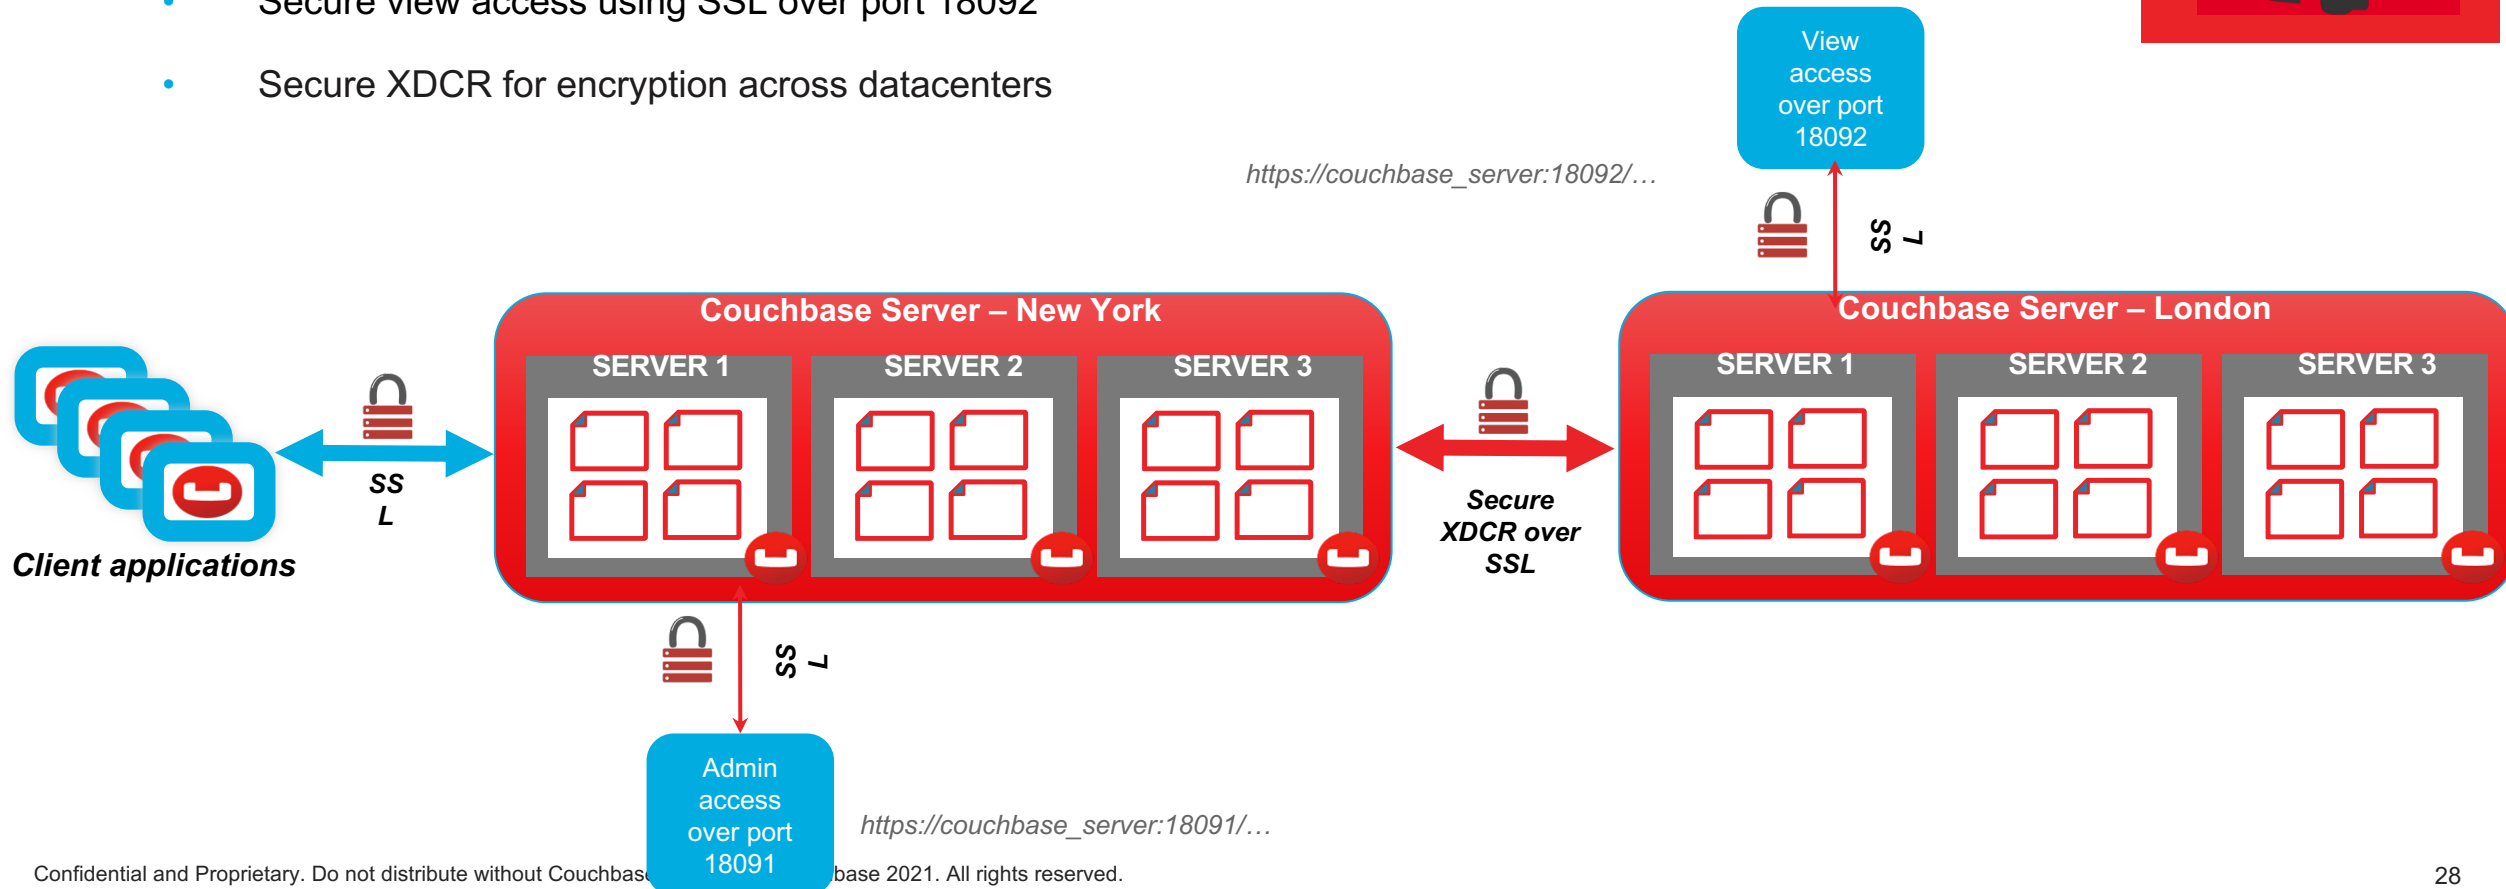 Secure view access using SSL over port 18092
• Secure XDCR for encryption across datacenters
View
access
over port
18092
https://couchbase_server:18092/…
SS
L
Couchbase Server – New York
SERVER 1
SERVER 2
SERVER 3
Couchbase Server – London
SERVER 1
SERVER 2
SERVER 3
SS
L
Client applications
Secure
XDCR over
SSL
SS
L
Admin
access
over port
18091
https://couchbase_server:18091/…
Confidential and Proprietary. Do not distribute without Couchbase 2021. All rights reserved.
28